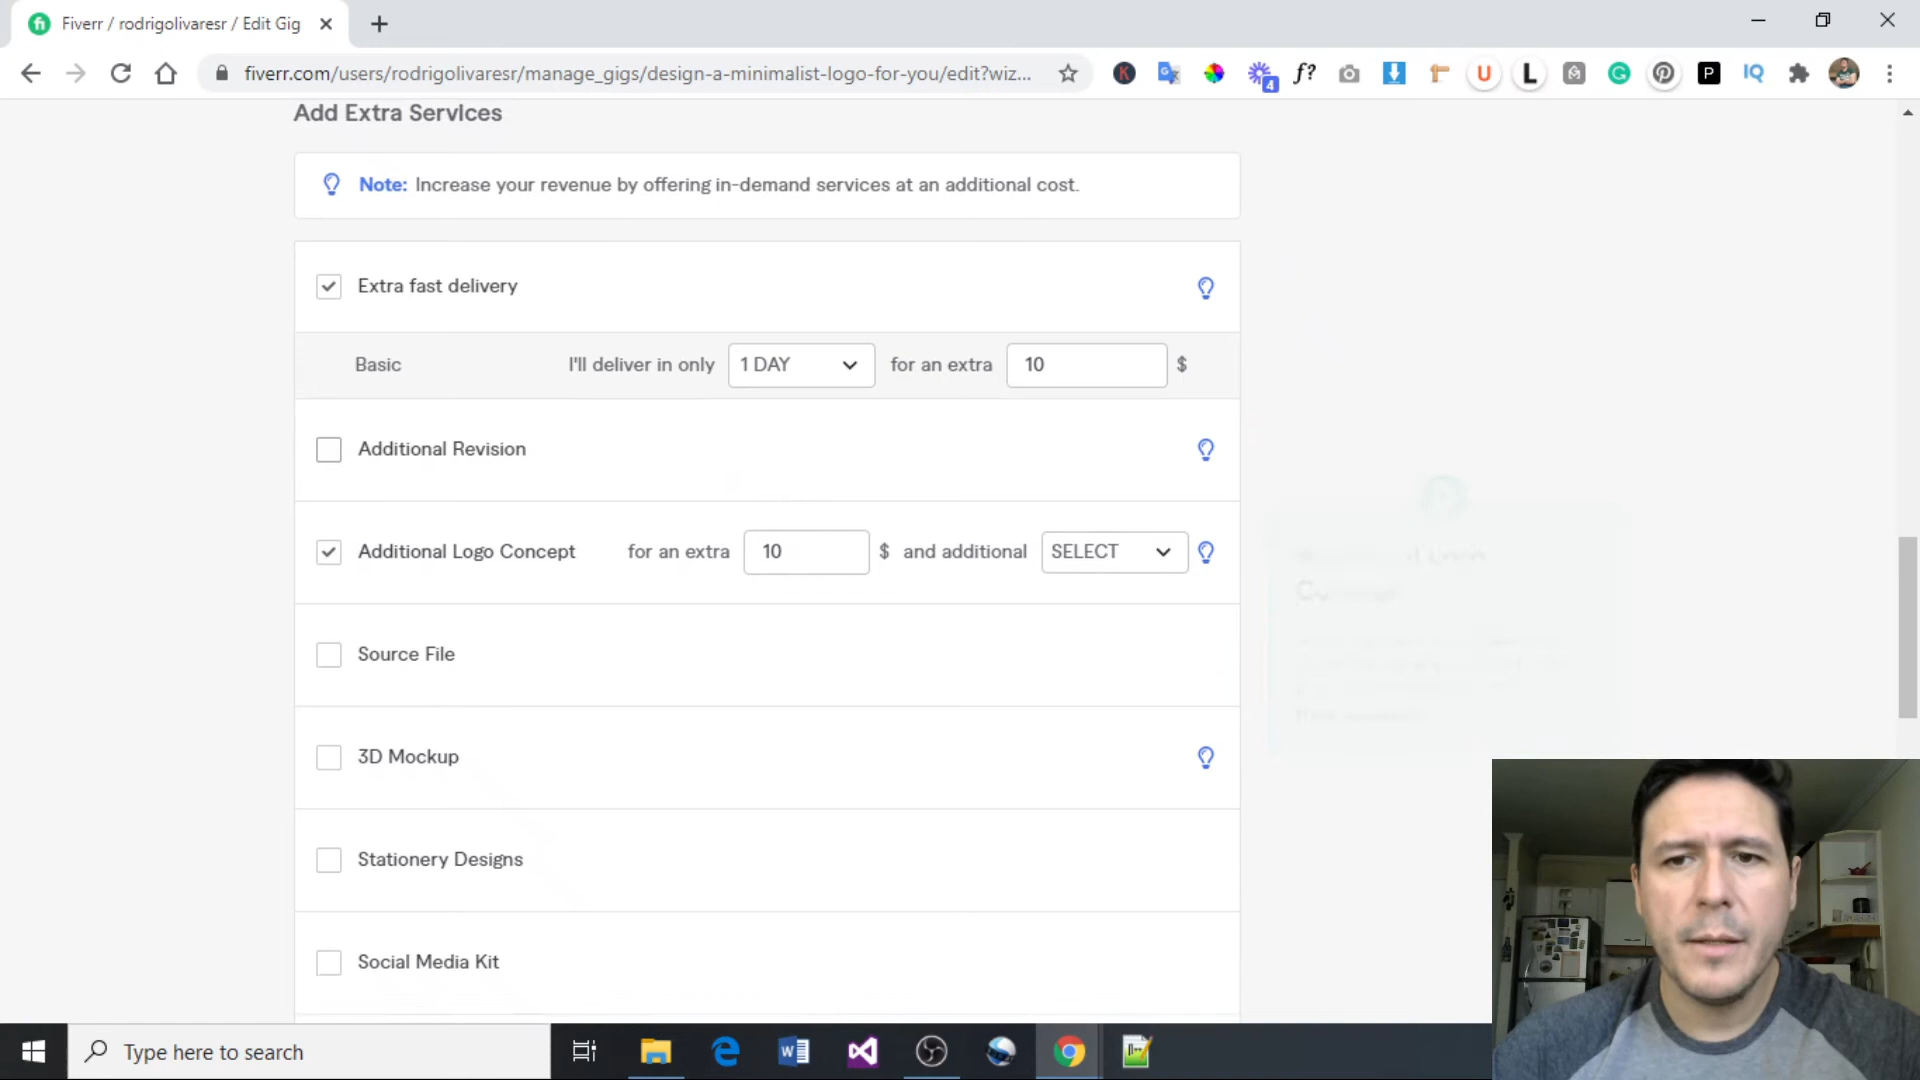 Fiverr / rodrigolivaresr / Edit Gig
fiverr.com/users/rodrigolivaresr/manage_gigs/design-a-minimalist-logo-for-you/edit?wiz...
Add Extra Services
Note: Increase your revenue by offering in-demand services at an additional cost.
Extra fast delivery
Basic I'll deliver in only 1 DAY for an extra 10 $
Additional Revision
Additional Logo Concept for an extra 10 $ and additional SELECT
Source File
3D Mockup
Stationery Designs
Social Media Kit
Type here to search